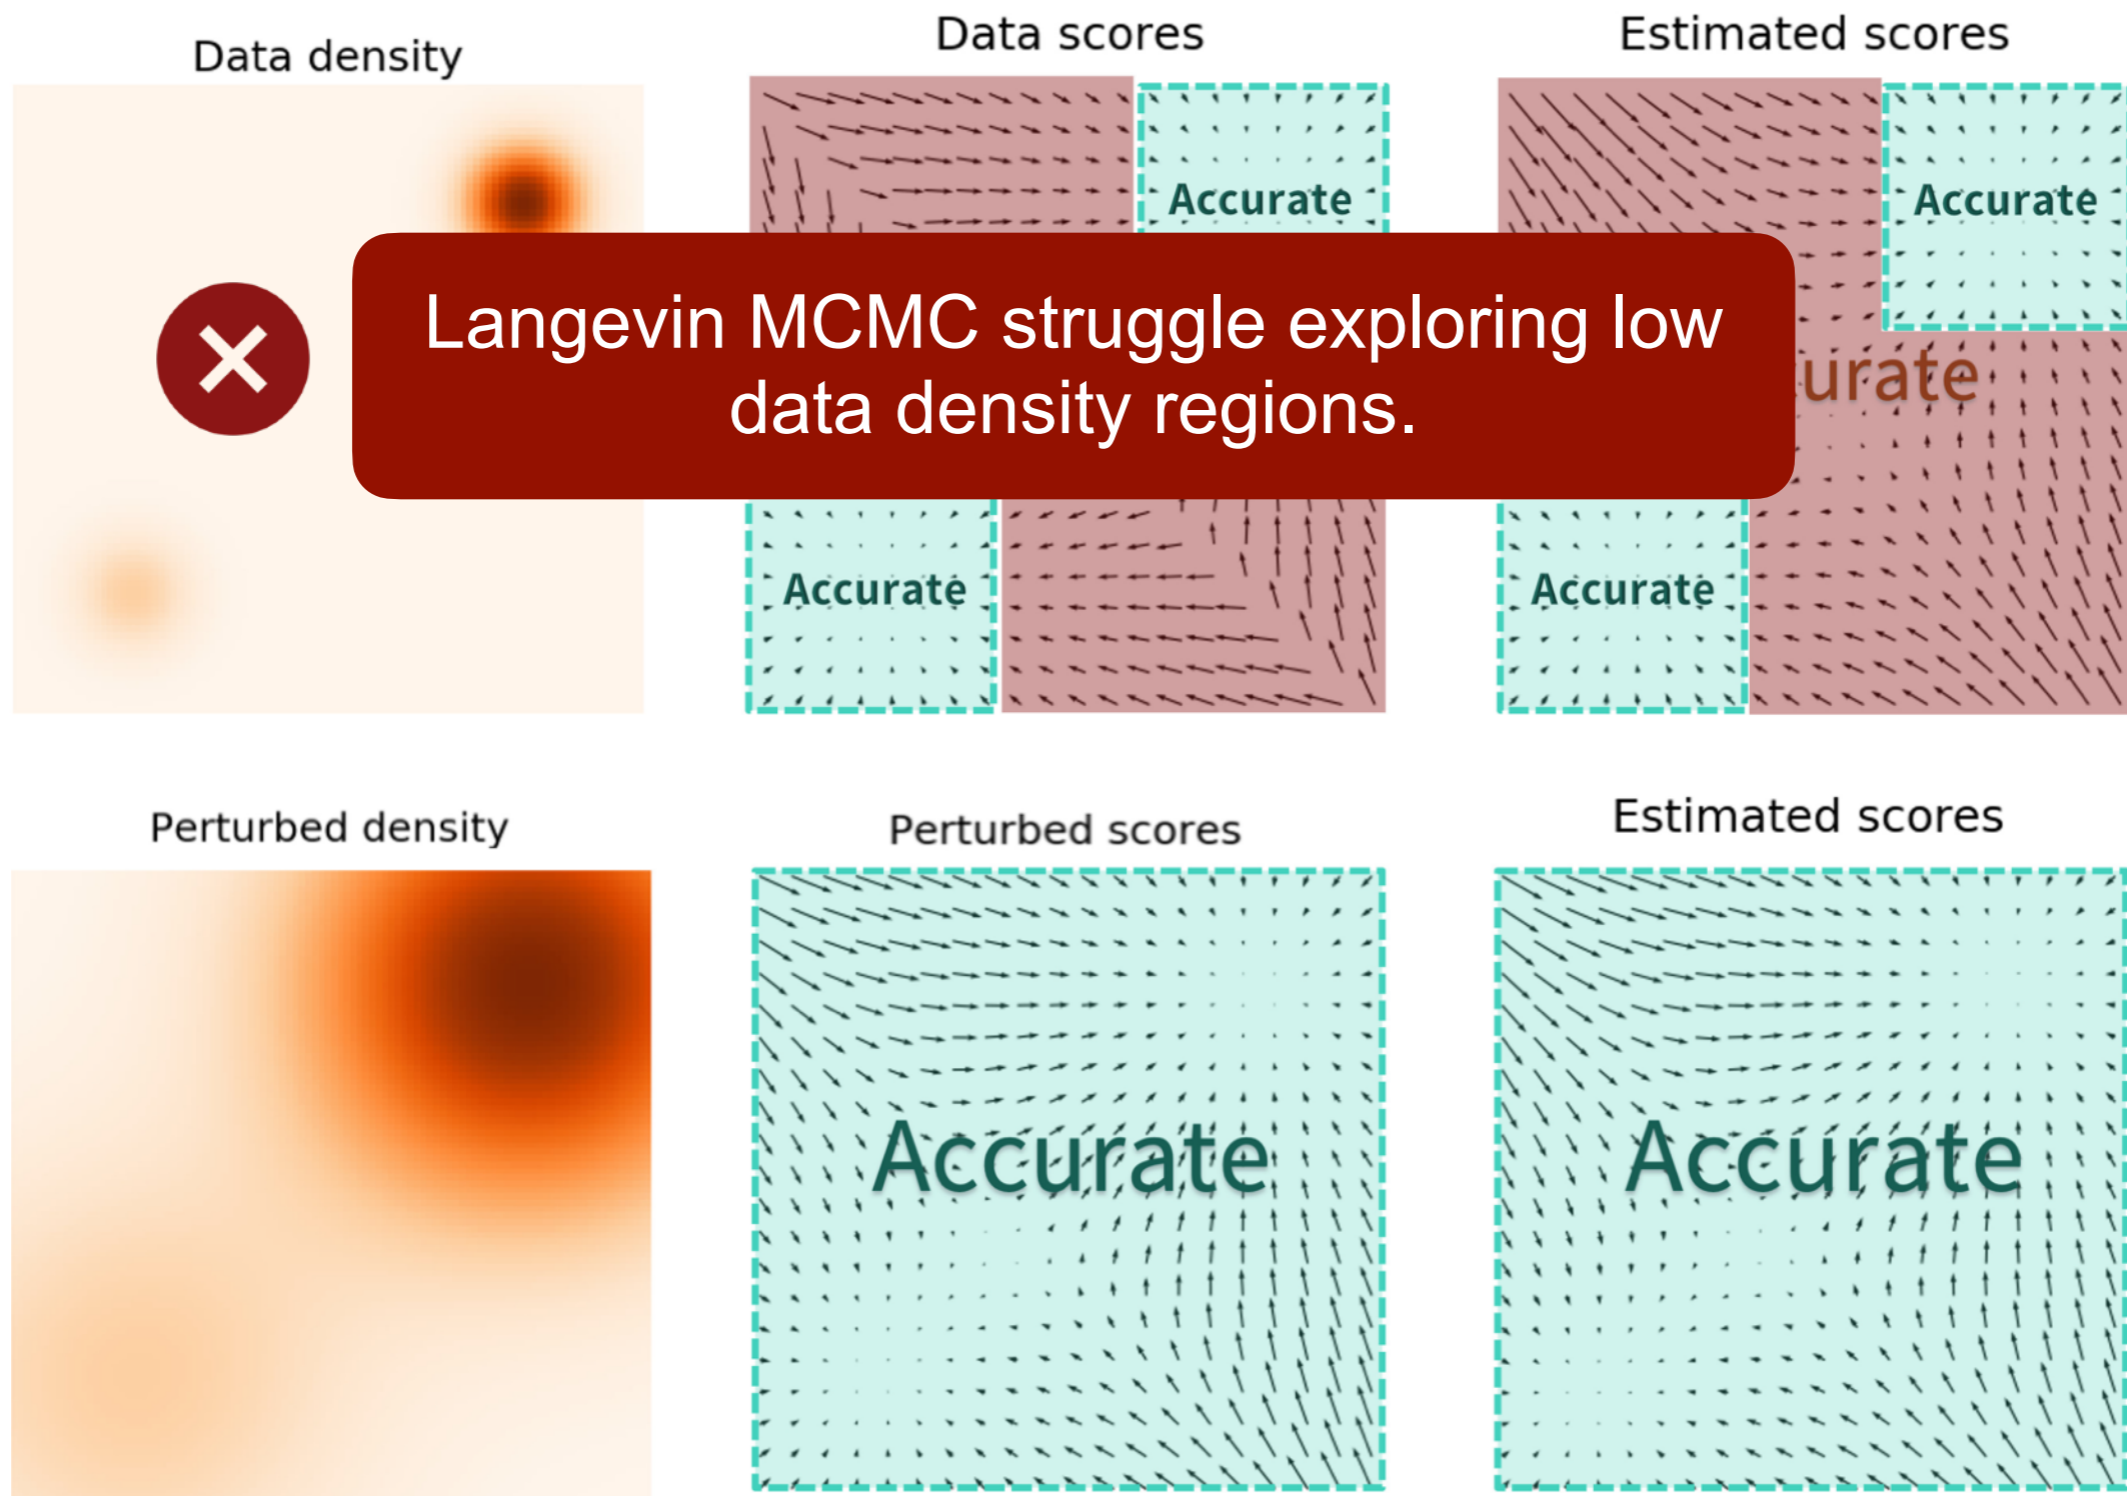 Data density
Data scores
Estimated scores
Accurate
Accurate
Langevin MCMC struggle exploring low
data density regions.
urate
Accurate
Accurate
Perturbed density
Perturbed scores
Estimated scores
Accurate
Accurate